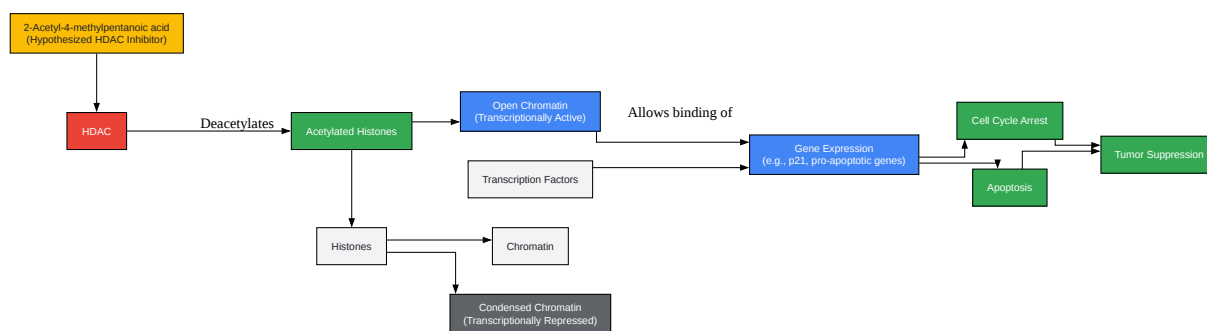 2-Acetyl-4-methylpentanoic acid
(Hypothesized HDAC Inhibitor)
HDAC
Deacetylates
Acetylated Histones
Open Chromatin
(Transcriptionally Active)
Allows binding of
Transcription Factors
Gene Expression
(e.g., p21, pro-apoptotic genes)
Cell Cycle Arrest
Apoptosis
Tumor Suppression
Histones
Chromatin
Condensed Chromatin
(Transcriptionally Repressed)